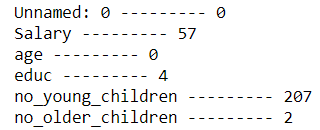 Unnamed: 0 --------- 0
Salary --------- 57
age --------- 0
educ --------- 4
no_young_children --------- 207
no_older_children --------- 2